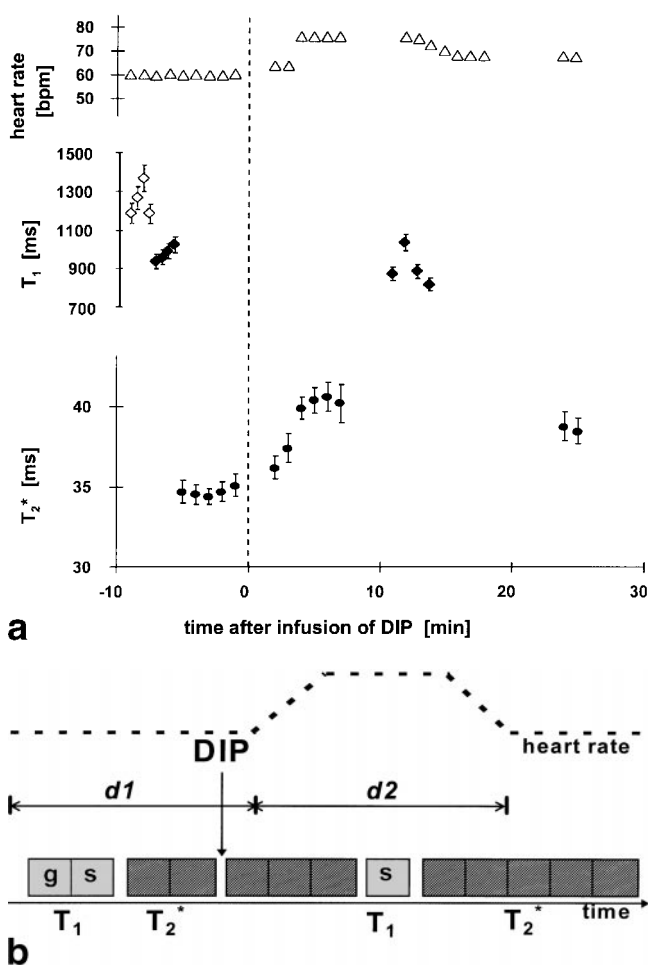 80
70
60
50
heart rate
[bpm]
1500
1300
1100
900
700
T1 [ms]
40
35
30
T2* [ms]
-10 0 10 20 30
time after infusion of DIP [min]
a
heart rate
DIP
d1 d2
g s s
T1 T2* T1 T2* time
b